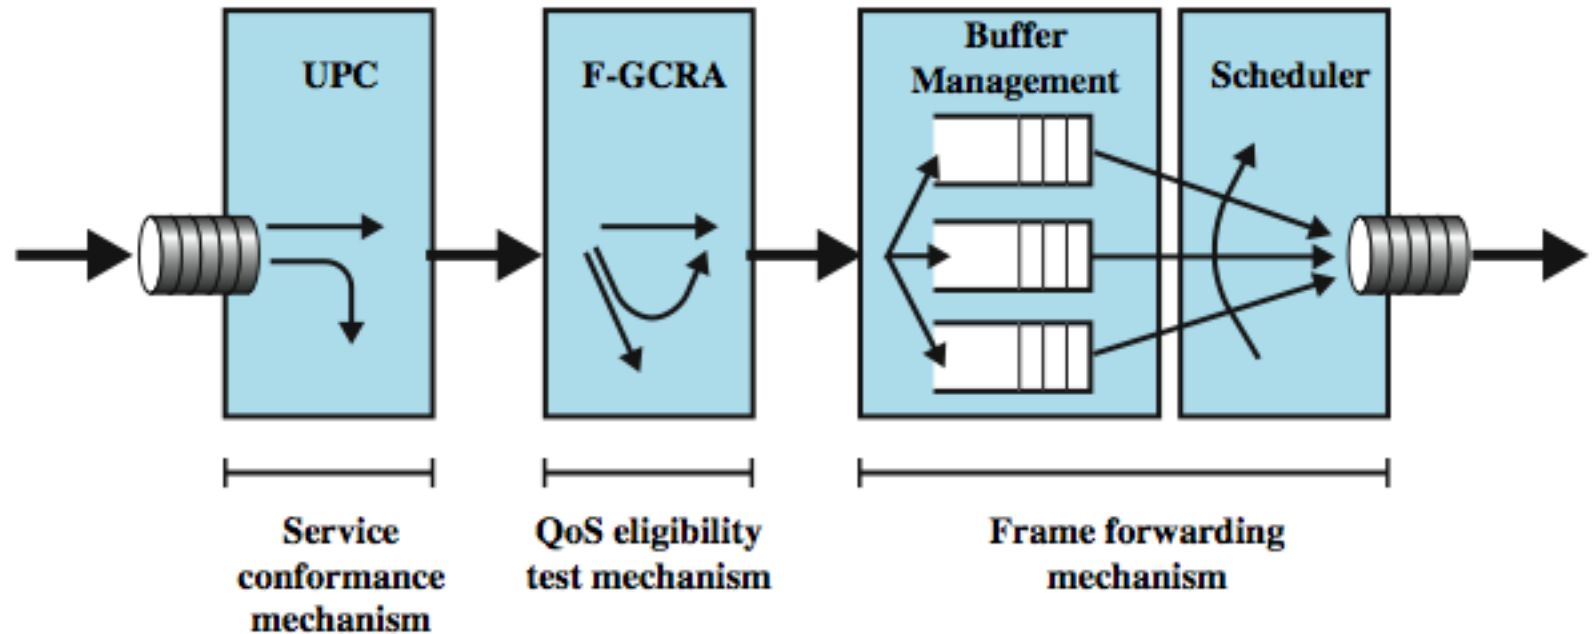 UPC
F-GCRA
Buffer
Management
Scheduler
Service
conformance
mechanism
QoS eligibility
test mechanism
Frame forwarding
mechanism